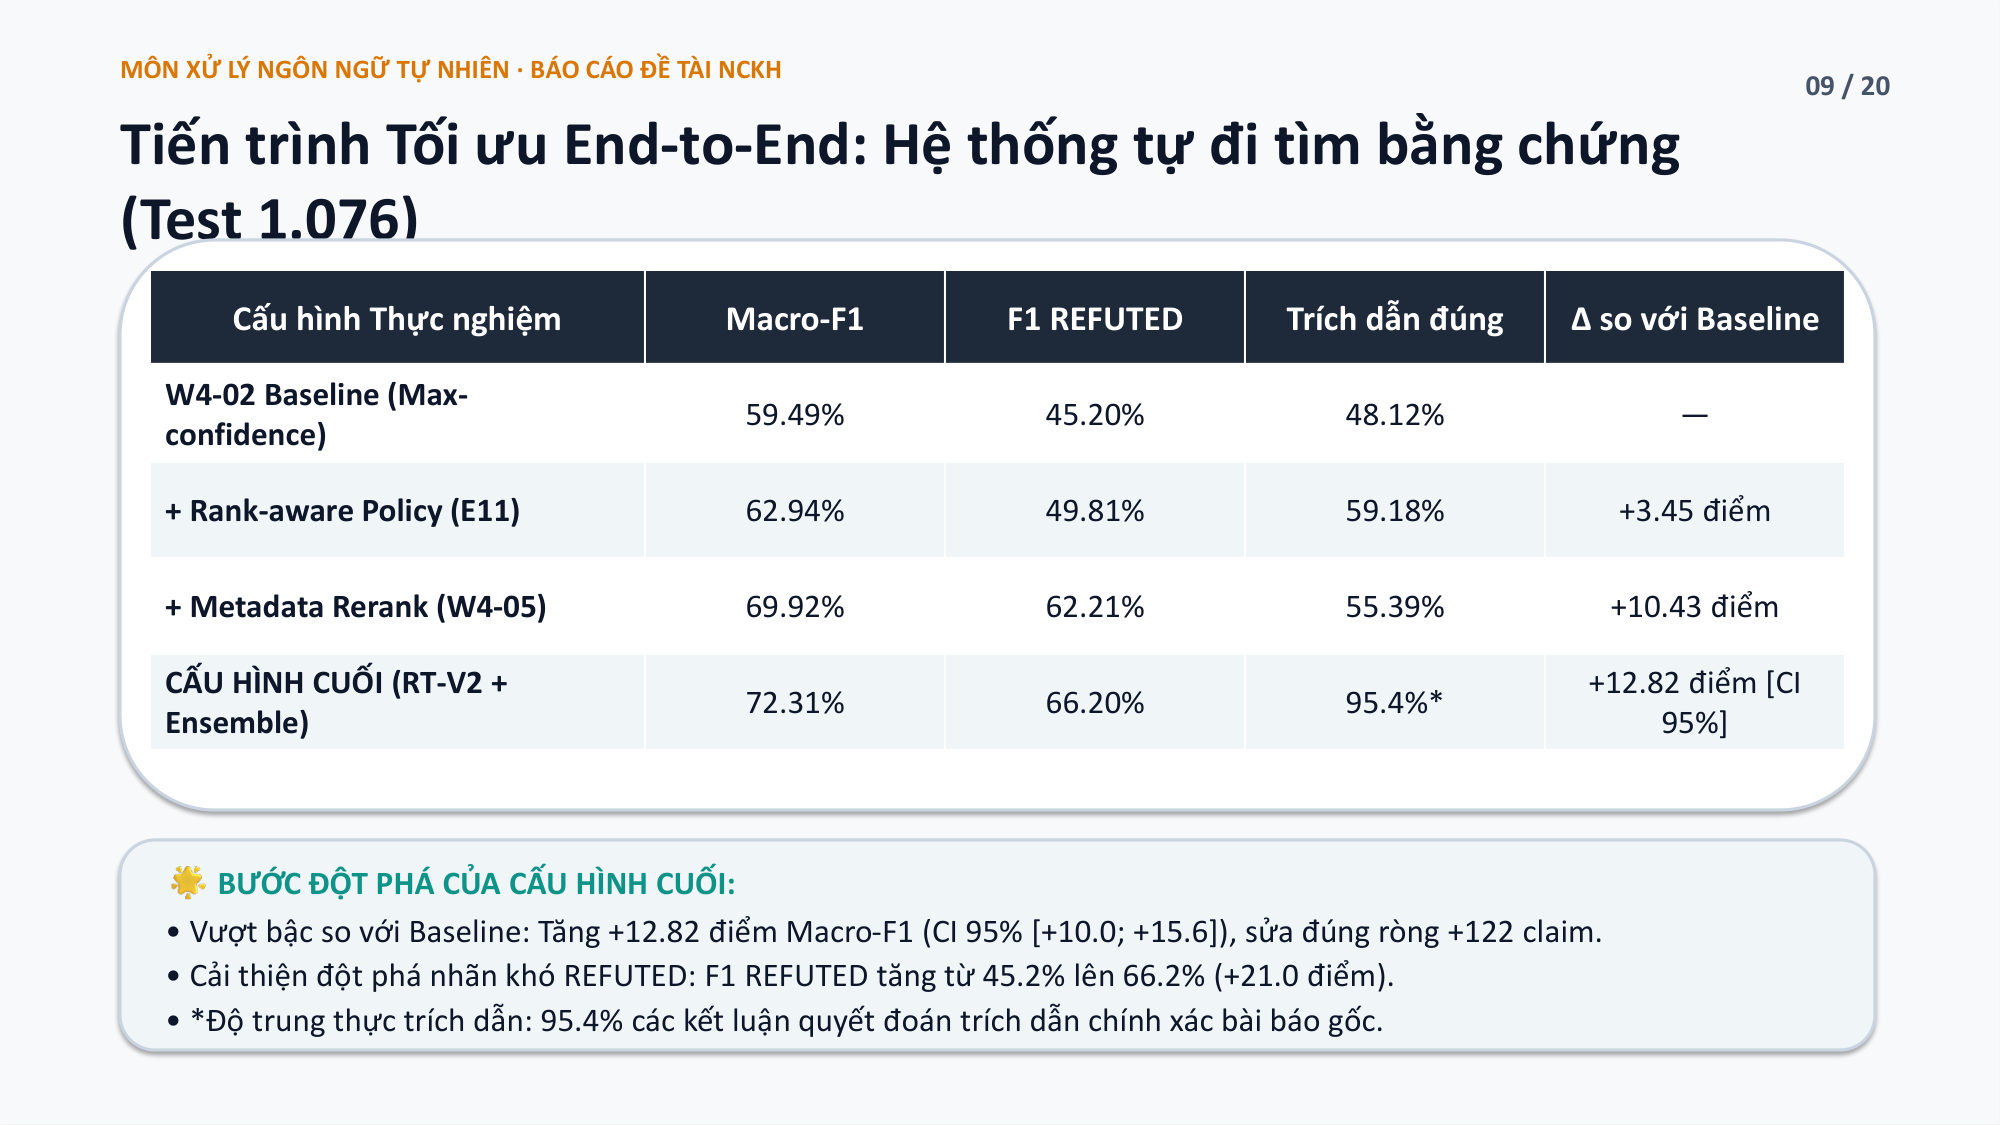 MÔN XỬ LÝ NGÔN NGỮ TỰ NHIÊN · BÁO CÁO ĐỀ TÀI NCKH
09 / 20
Tiến trình Tối ưu End-to-End: Hệ thống tự đi tìm bằng chứng
(Test 1.076)
Cấu hình Thực nghiệm
Macro-F1
F1 REFUTED
Trích dẫn đúng
Δ so với Baseline
W4-02 Baseline (Max-
confidence)
59.49%
45.20%
48.12%
—
+ Rank-aware Policy (E11)
62.94%
49.81%
59.18%
+3.45 điểm
+ Metadata Rerank (W4-05)
69.92%
62.21%
55.39%
+10.43 điểm
CẤU HÌNH CUỐI (RT-V2 +
Ensemble)
72.31%
66.20%
95.4%*
+12.82 điểm [CI
95%]
🌟 BƯỚC ĐỘT PHÁ CỦA CẤU HÌNH CUỐI:
• Vượt bậc so với Baseline: Tăng +12.82 điểm Macro-F1 (CI 95% [+10.0; +15.6]), sửa đúng ròng +122 claim.
• Cải thiện đột phá nhãn khó REFUTED: F1 REFUTED tăng từ 45.2% lên 66.2% (+21.0 điểm).
• *Độ trung thực trích dẫn: 95.4% các kết luận quyết đoán trích dẫn chính xác bài báo gốc.